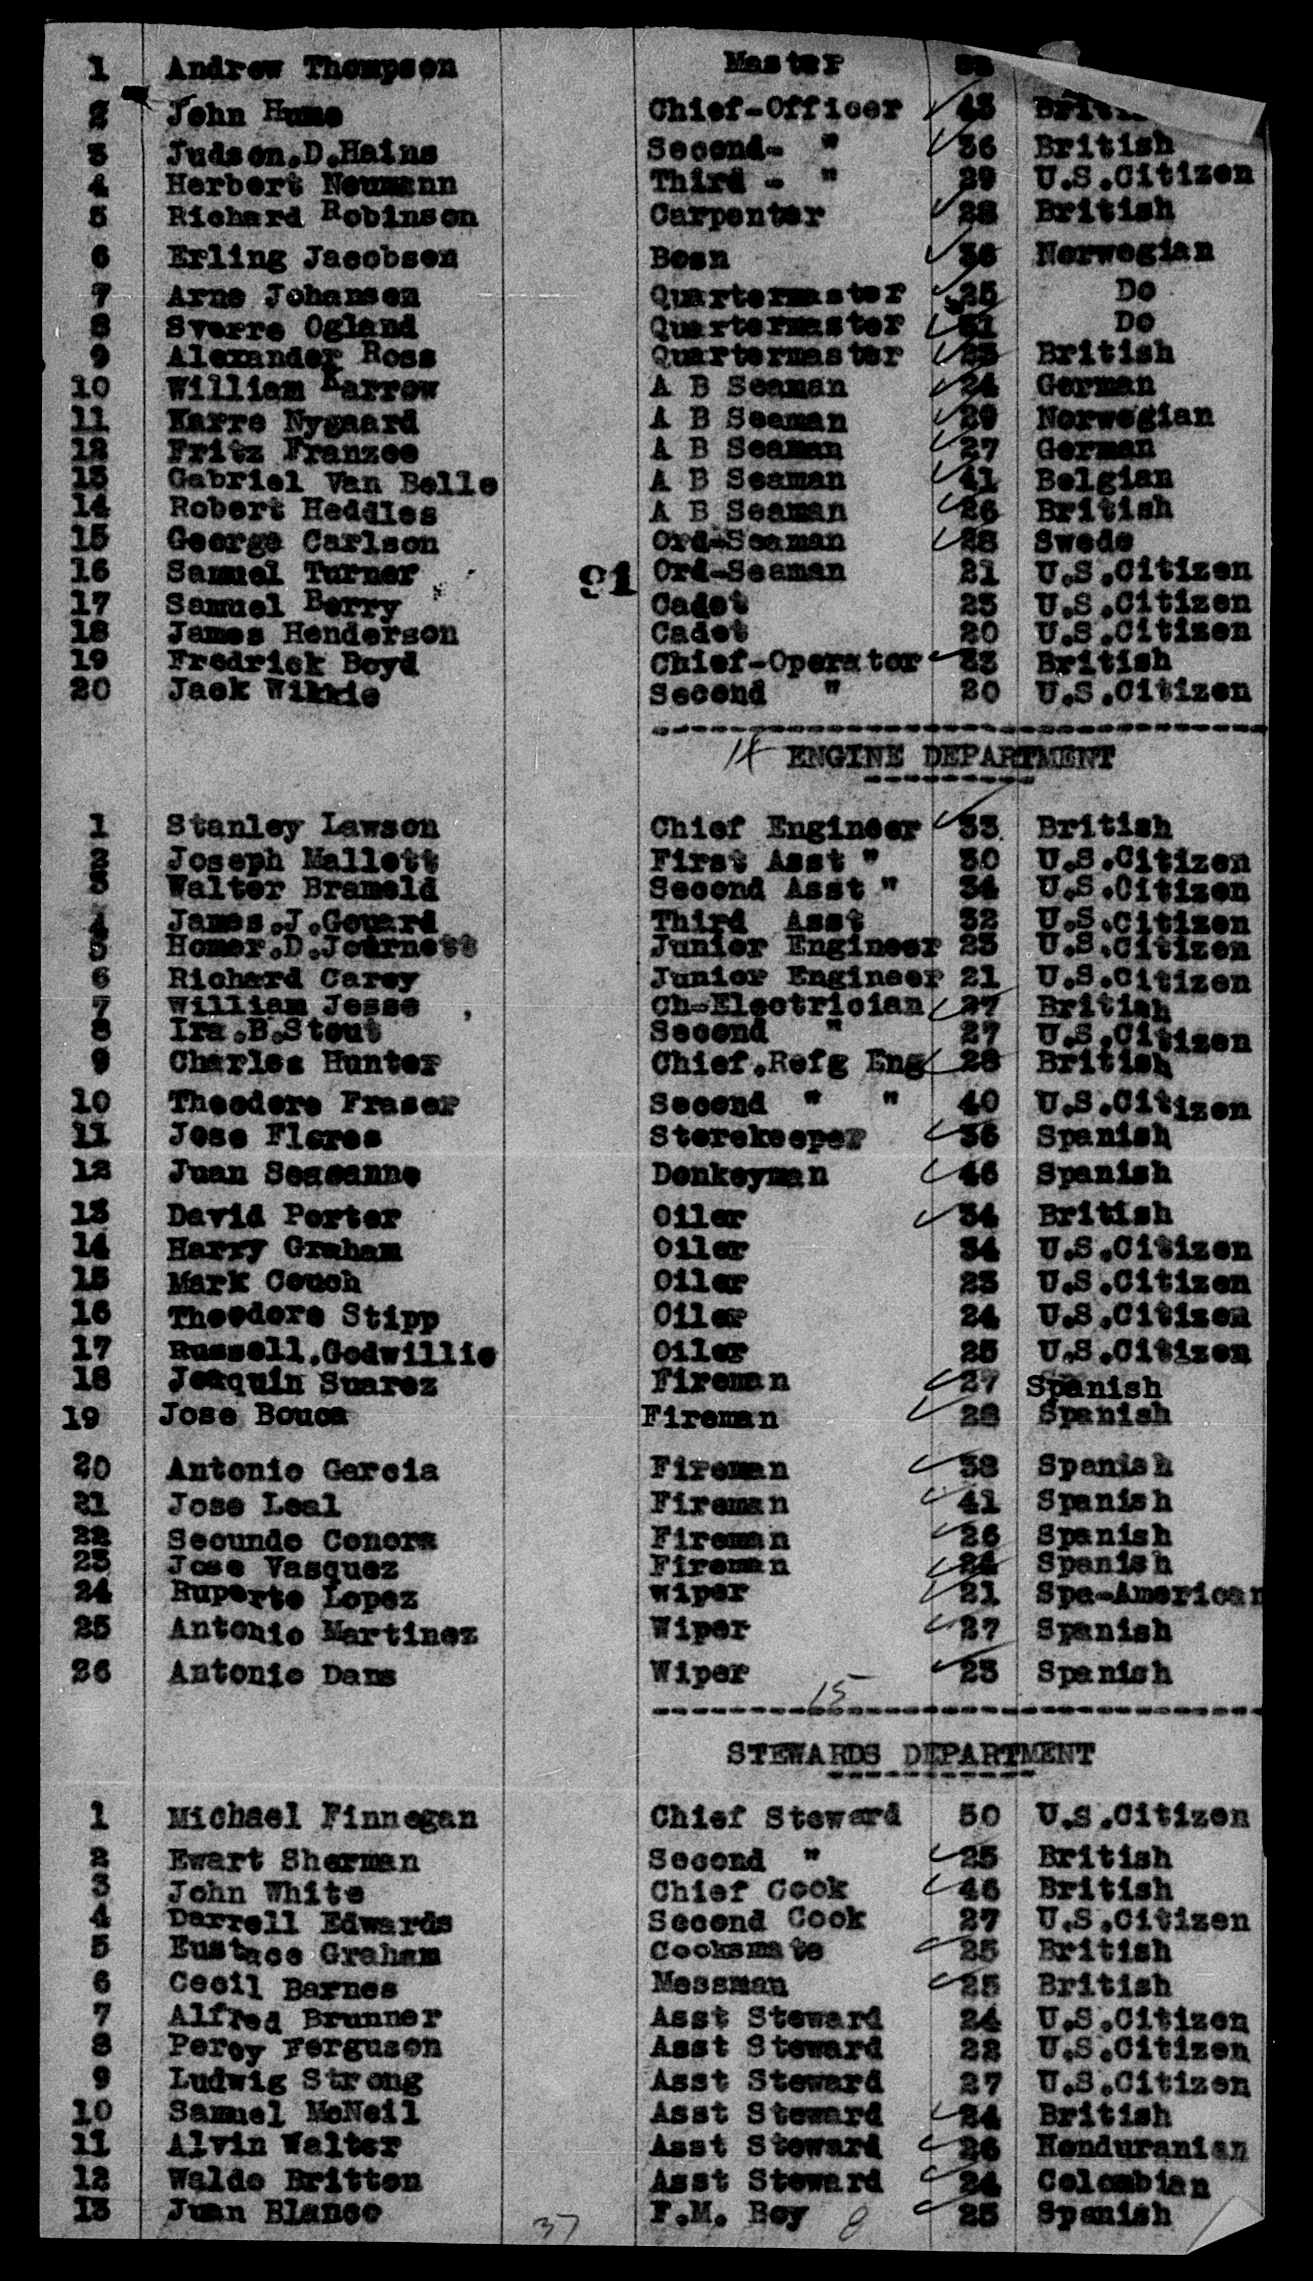 1 Andrew Thompson Master
2 John Hume Chief-Officer 43
3 Judson.D.Hains Second- " 36 British
4 Herbert Neumann Third - " 29 U.S.Citizen
5 Richard Robinson Carpenter 28 British
6 Erling Jacobsen Bosn 36 Norwegian
7 Arne Johansen Quartermaster 25 Do
8 Sverre Ogland Quartermaster 31 Do
9 Alexander Ross Quartermaster 23 British
10 William Karrow A B Seaman 24 German
11 Karre Nygaard A B Seaman 29 Norwegian
12 Fritz Franzee A B Seaman 27 German
13 Gabriel Van Belle A B Seaman 41 Belgian
14 Robert Heddles A B Seaman 26 British
15 George Carlson Ord-Seaman 28 Swede
16 Samuel Turner 91 Ord-Seaman 21 U.S.Citizen
17 Samuel Berry Cadet 23 U.S.Citizen
18 James Henderson Cadet 20 U.S.Citizen
19 Fredrick Boyd Chief-Operator 33 British
20 Jack Wilkie Second " 20 U.S.Citizen
14 ENGINE DEPARTMENT
1 Stanley Lawson Chief Engineer 33 British
2 Joseph Mallett First Asst " 30 U.S.Citizen
3 Walter Brameld Second Asst " 34 U.S.Citizen
4 James.J.Gouard Third Asst 32 U.S.Citizen
5 Homer.D.Journett Junior Engineer 23 U.S.Citizen
6 Richard Carey Junior Engineer 21 U.S.Citizen
7 William Jesse , Ch-Electrician 27 British
8 Ira.B.Stout Second " 27 U.S.Citizen
9 Charles Hunter Chief.Refg Eng 28 British
10 Theodore Fraser Second " " 40 U.S.Citizen
11 Jose Flores Storekeeper 36 Spanish
12 Juan Seaseanne Donkeyman 46 Spanish
13 David Porter Oiler 34 British
14 Harry Graham Oiler 34 U.S.Citizen
15 Mark Couch Oiler 23 U.S.Citizen
16 Theodore Stipp Oiler 24 U.S.Citizen
17 Russell.Godwillie Oiler 25 U.S.Citizen
18 Joaquin Suarez Fireman 27 Spanish
19 Jose Bouca Fireman 28 Spanish
20 Antonio Garcia Fireman 38 Spanish
21 Jose Leal Fireman 41 Spanish
22 Secundo Conora Fireman 26 Spanish
23 Jose Vasquez Fireman 24 Spanish
24 Ruperto Lopez Wiper 21 Spa-American
25 Antonio Martinez Wiper 27 Spanish
26 Antonio Dans Wiper 23 Spanish
15
STEWARDS DEPARTMENT
1 Michael Finnegan Chief Steward 50 U.S.Citizen
2 Ewart Sherman Second " 25 British
3 John White Chief Cook 46 British
4 Darrell Edwards Second Cook 27 U.S.Citizen
5 Eustace Graham Cooksmate 25 British
6 Cecil Barnes Messman 25 British
7 Alfred Brunner Asst Steward 24 U.S.Citizen
8 Percy Ferguson Asst Steward 22 U.S.Citizen
9 Ludwig Strong Asst Steward 27 U.S.Citizen
10 Samuel McNeil Asst Steward 24 British
11 Alvin Walter Asst Steward 26 Honduranian
12 Waldo Britton Asst Steward 24 Colombian
13 Juan Blanco F.M. Boy 25 Spanish
37 8